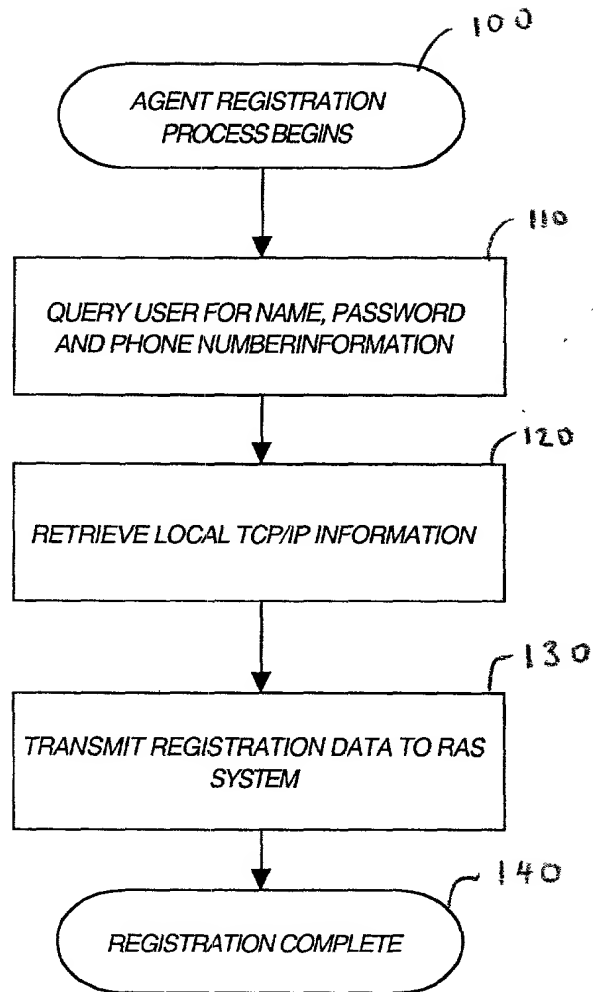 100
AGENT REGISTRATION
PROCESS BEGINS
110
QUERY USER FOR NAME, PASSWORD
AND PHONE NUMBERINFORMATION
120
RETRIEVE LOCAL TCP/IP INFORMATION
130
TRANSMIT REGISTRATION DATA TO RAS
SYSTEM
140
REGISTRATION COMPLETE